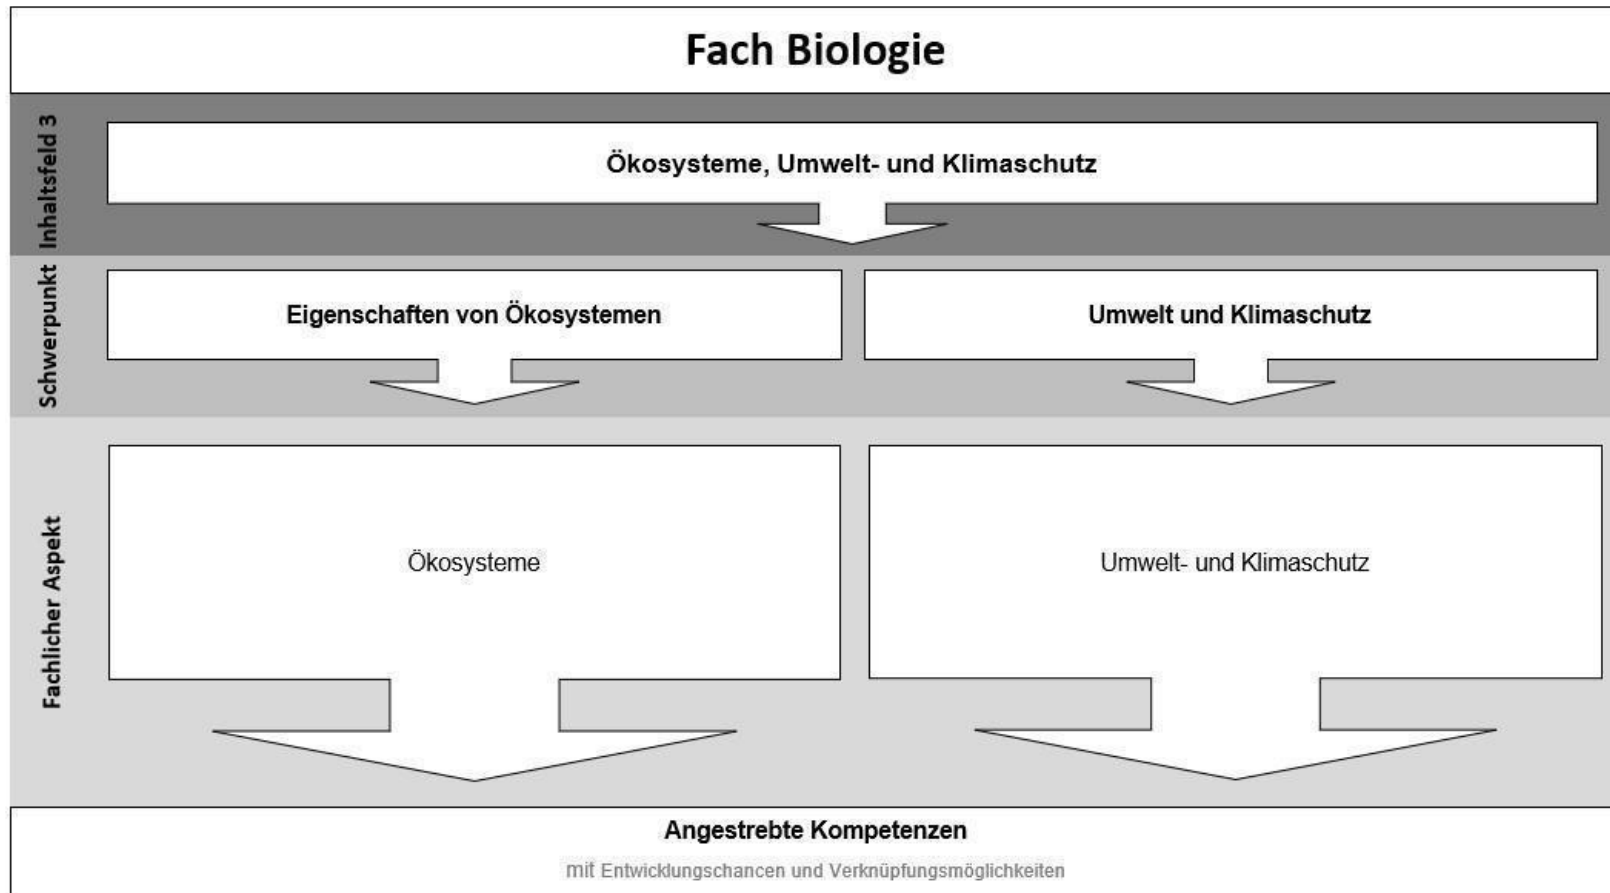 Fach Biologie
Inhaltsfeld 3
Ökosysteme, Umwelt- und Klimaschutz
Schwerpunkt
Eigenschaften von Ökosystemen
Umwelt und Klimaschutz
Fachlicher Aspekt
Ökosysteme
Umwelt- und Klimaschutz
Angestrebte Kompetenzen
mit Entwicklungschancen und Verknüpfungsmöglichkeiten